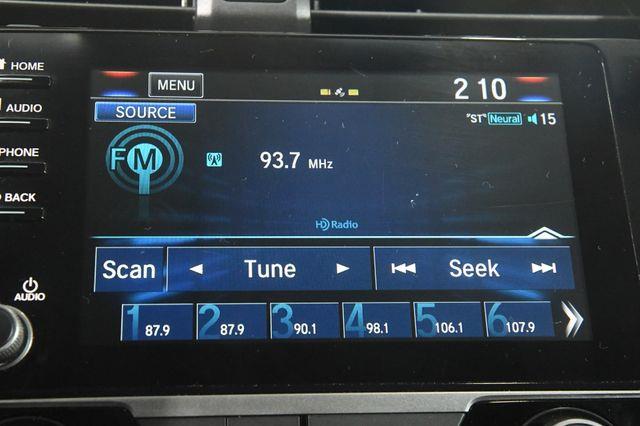 HOME
MENU
2 10
AUDIO
SOURCE
"ST" Neural 15
FM
93.7 MHz
PHONE
BACK
HD Radio
Scan
Tune
Seek
AUDIO
1 87.9
2 87.9
3 90.1
4 98.1
5 106.1
6 107.9